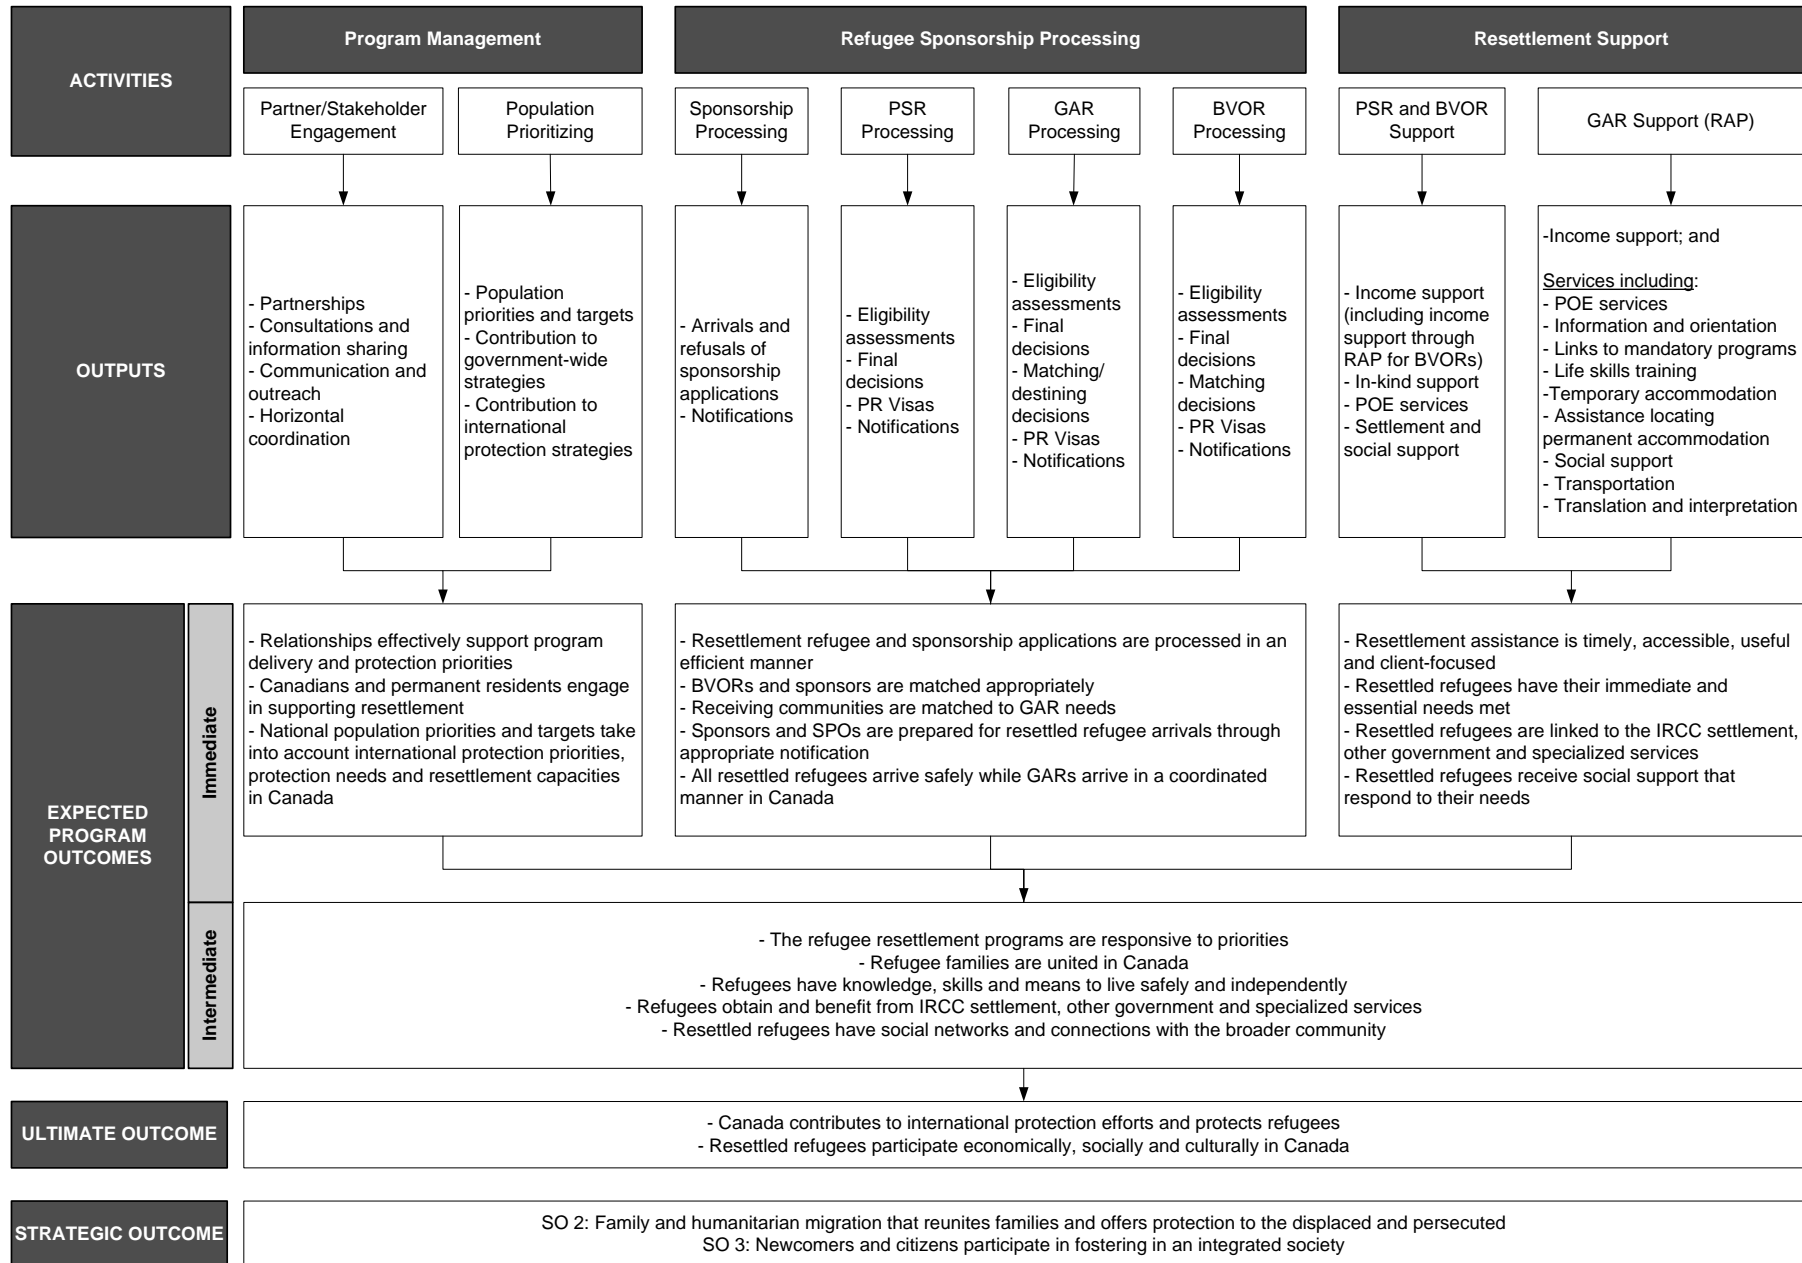 ACTIVITIES
Program Management
Refugee Sponsorship Processing
Resettlement Support
Partner/Stakeholder
Engagement
Population
Prioritizing
Sponsorship
Processing
PSR
Processing
GAR
Processing
BVOR
Processing
PSR and BVOR
Support
GAR Support (RAP)
OUTPUTS
- Partnerships
- Consultations and
information sharing
- Communication and
outreach
- Horizontal
coordination
- Population
priorities and targets
- Contribution to
government-wide
strategies
- Contribution to
international
protection strategies
- Arrivals and
refusals of
sponsorship
applications
- Notifications
- Eligibility
assessments
- Final
decisions
- PR Visas
- Notifications
- Eligibility
assessments
- Final
decisions
- Matching/
destining
decisions
- PR Visas
- Notifications
- Eligibility
assessments
- Final
decisions
- Matching
decisions
- PR Visas
- Notifications
- Income support
(including income
support through
RAP for BVORs)
- In-kind support
- POE services
- Settlement and
social support
-Income support; and
Services including:
- POE services
- Information and orientation
- Links to mandatory programs
- Life skills training
-Temporary accommodation
- Assistance locating
permanent accommodation
- Social support
- Transportation
- Translation and interpretation
EXPECTED
PROGRAM
OUTCOMES
Immediate
- Relationships effectively support program
delivery and protection priorities
- Canadians and permanent residents engage
in supporting resettlement
- National population priorities and targets take
into account international protection priorities,
protection needs and resettlement capacities
in Canada
- Resettlement refugee and sponsorship applications are processed in an
efficient manner
- BVORs and sponsors are matched appropriately
- Receiving communities are matched to GAR needs
- Sponsors and SPOs are prepared for resettled refugee arrivals through
appropriate notification
- All resettled refugees arrive safely while GARs arrive in a coordinated
manner in Canada
- Resettlement assistance is timely, accessible, useful
and client-focused
- Resettled refugees have their immediate and
essential needs met
- Resettled refugees are linked to the IRCC settlement,
other government and specialized services
- Resettled refugees receive social support that
respond to their needs
Intermediate
- The refugee resettlement programs are responsive to priorities
- Refugee families are united in Canada
- Refugees have knowledge, skills and means to live safely and independently
- Refugees obtain and benefit from IRCC settlement, other government and specialized services
- Resettled refugees have social networks and connections with the broader community
ULTIMATE OUTCOME
- Canada contributes to international protection efforts and protects refugees
- Resettled refugees participate economically, socially and culturally in Canada
STRATEGIC OUTCOME
SO 2: Family and humanitarian migration that reunites families and offers protection to the displaced and persecuted
SO 3: Newcomers and citizens participate in fostering in an integrated society